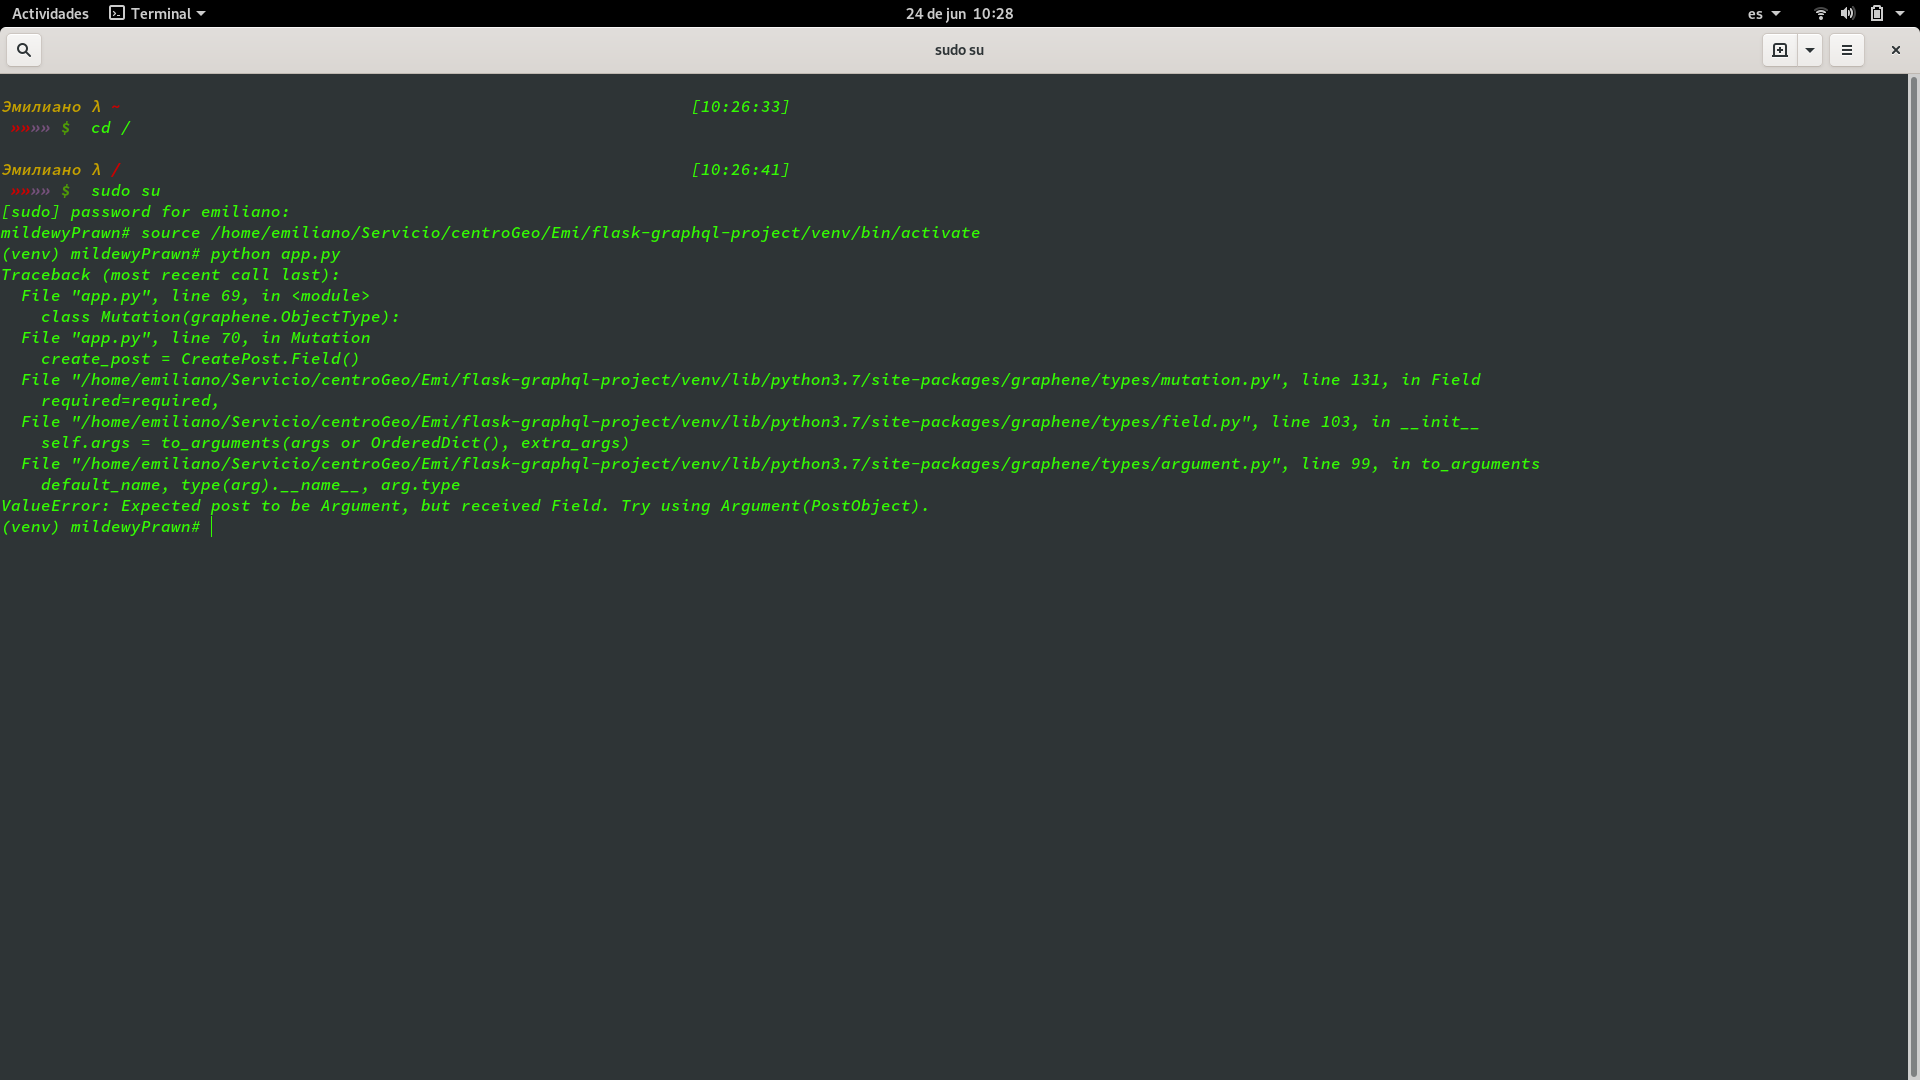 Actividades Terminal 24 de jun 10:28 es
sudo su
Эмилиано λ ~ [10:26:33]
»»»» $ cd /
Эмилиано λ / [10:26:41]
»»»» $ sudo su
[sudo] password for emiliano:
mildewyPrawn# source /home/emiliano/Servicio/centroGeo/Emi/flask-graphql-project/venv/bin/activate
(venv) mildewyPrawn# python app.py
Traceback (most recent call last):
  File "app.py", line 69, in <module>
    class Mutation(graphene.ObjectType):
  File "app.py", line 70, in Mutation
    create_post = CreatePost.Field()
  File "/home/emiliano/Servicio/centroGeo/Emi/flask-graphql-project/venv/lib/python3.7/site-packages/graphene/types/mutation.py", line 131, in Field
    required=required,
  File "/home/emiliano/Servicio/centroGeo/Emi/flask-graphql-project/venv/lib/python3.7/site-packages/graphene/types/field.py", line 103, in __init__
    self.args = to_arguments(args or OrderedDict(), extra_args)
  File "/home/emiliano/Servicio/centroGeo/Emi/flask-graphql-project/venv/lib/python3.7/site-packages/graphene/types/argument.py", line 99, in to_arguments
    default_name, type(arg).__name__, arg.type
ValueError: Expected post to be Argument, but received Field. Try using Argument(PostObject).
(venv) mildewyPrawn#